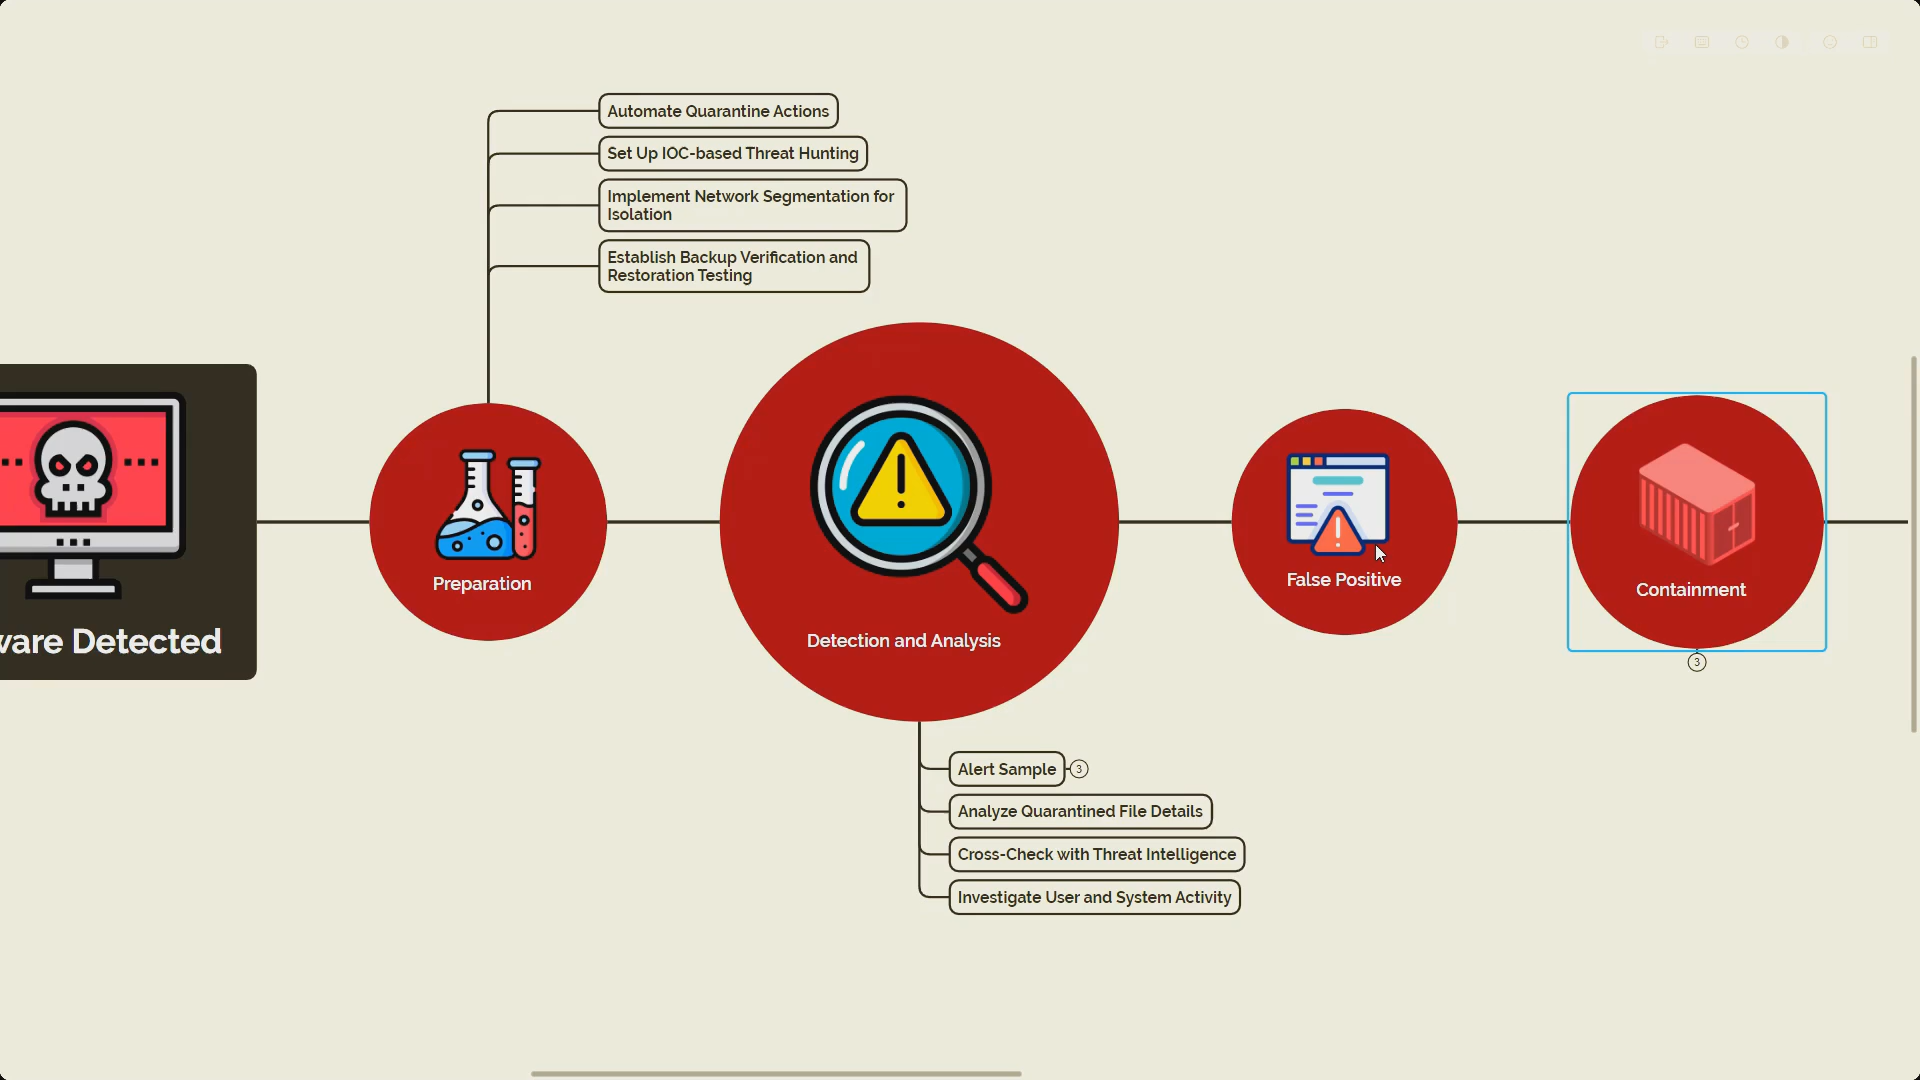 Automate Quarantine Actions
Set Up IOC-based Threat Hunting
Implement Network Segmentation for
Isolation
Establish Backup Verification and
Restoration Testing
ware Detected
Preparation
Detection and Analysis
False Positive
Containment
3
Alert Sample
3
Analyze Quarantined File Details
Cross-Check with Threat Intelligence
Investigate User and System Activity